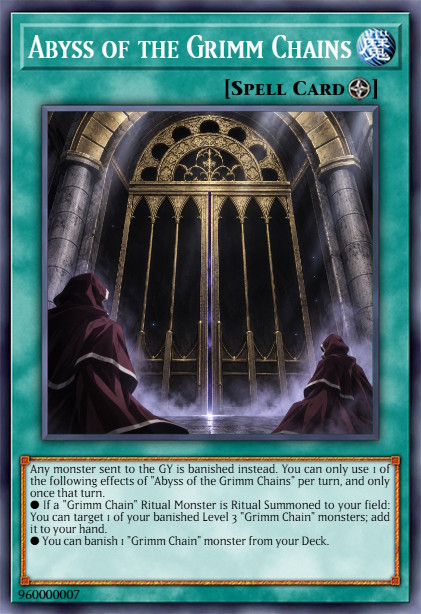 Abyss of the Grimm Chains
魔
[Spell Card]
Any monster sent to the GY is banished instead. You can only use 1 of
the following effects of "Abyss of the Grimm Chains" per turn, and only
once that turn.
● If a "Grimm Chain" Ritual Monster is Ritual Summoned to your field:
You can target 1 of your banished Level 3 "Grimm Chain" monsters; add
it to your hand.
● You can banish 1 "Grimm Chain" monster from your Deck.
960000007